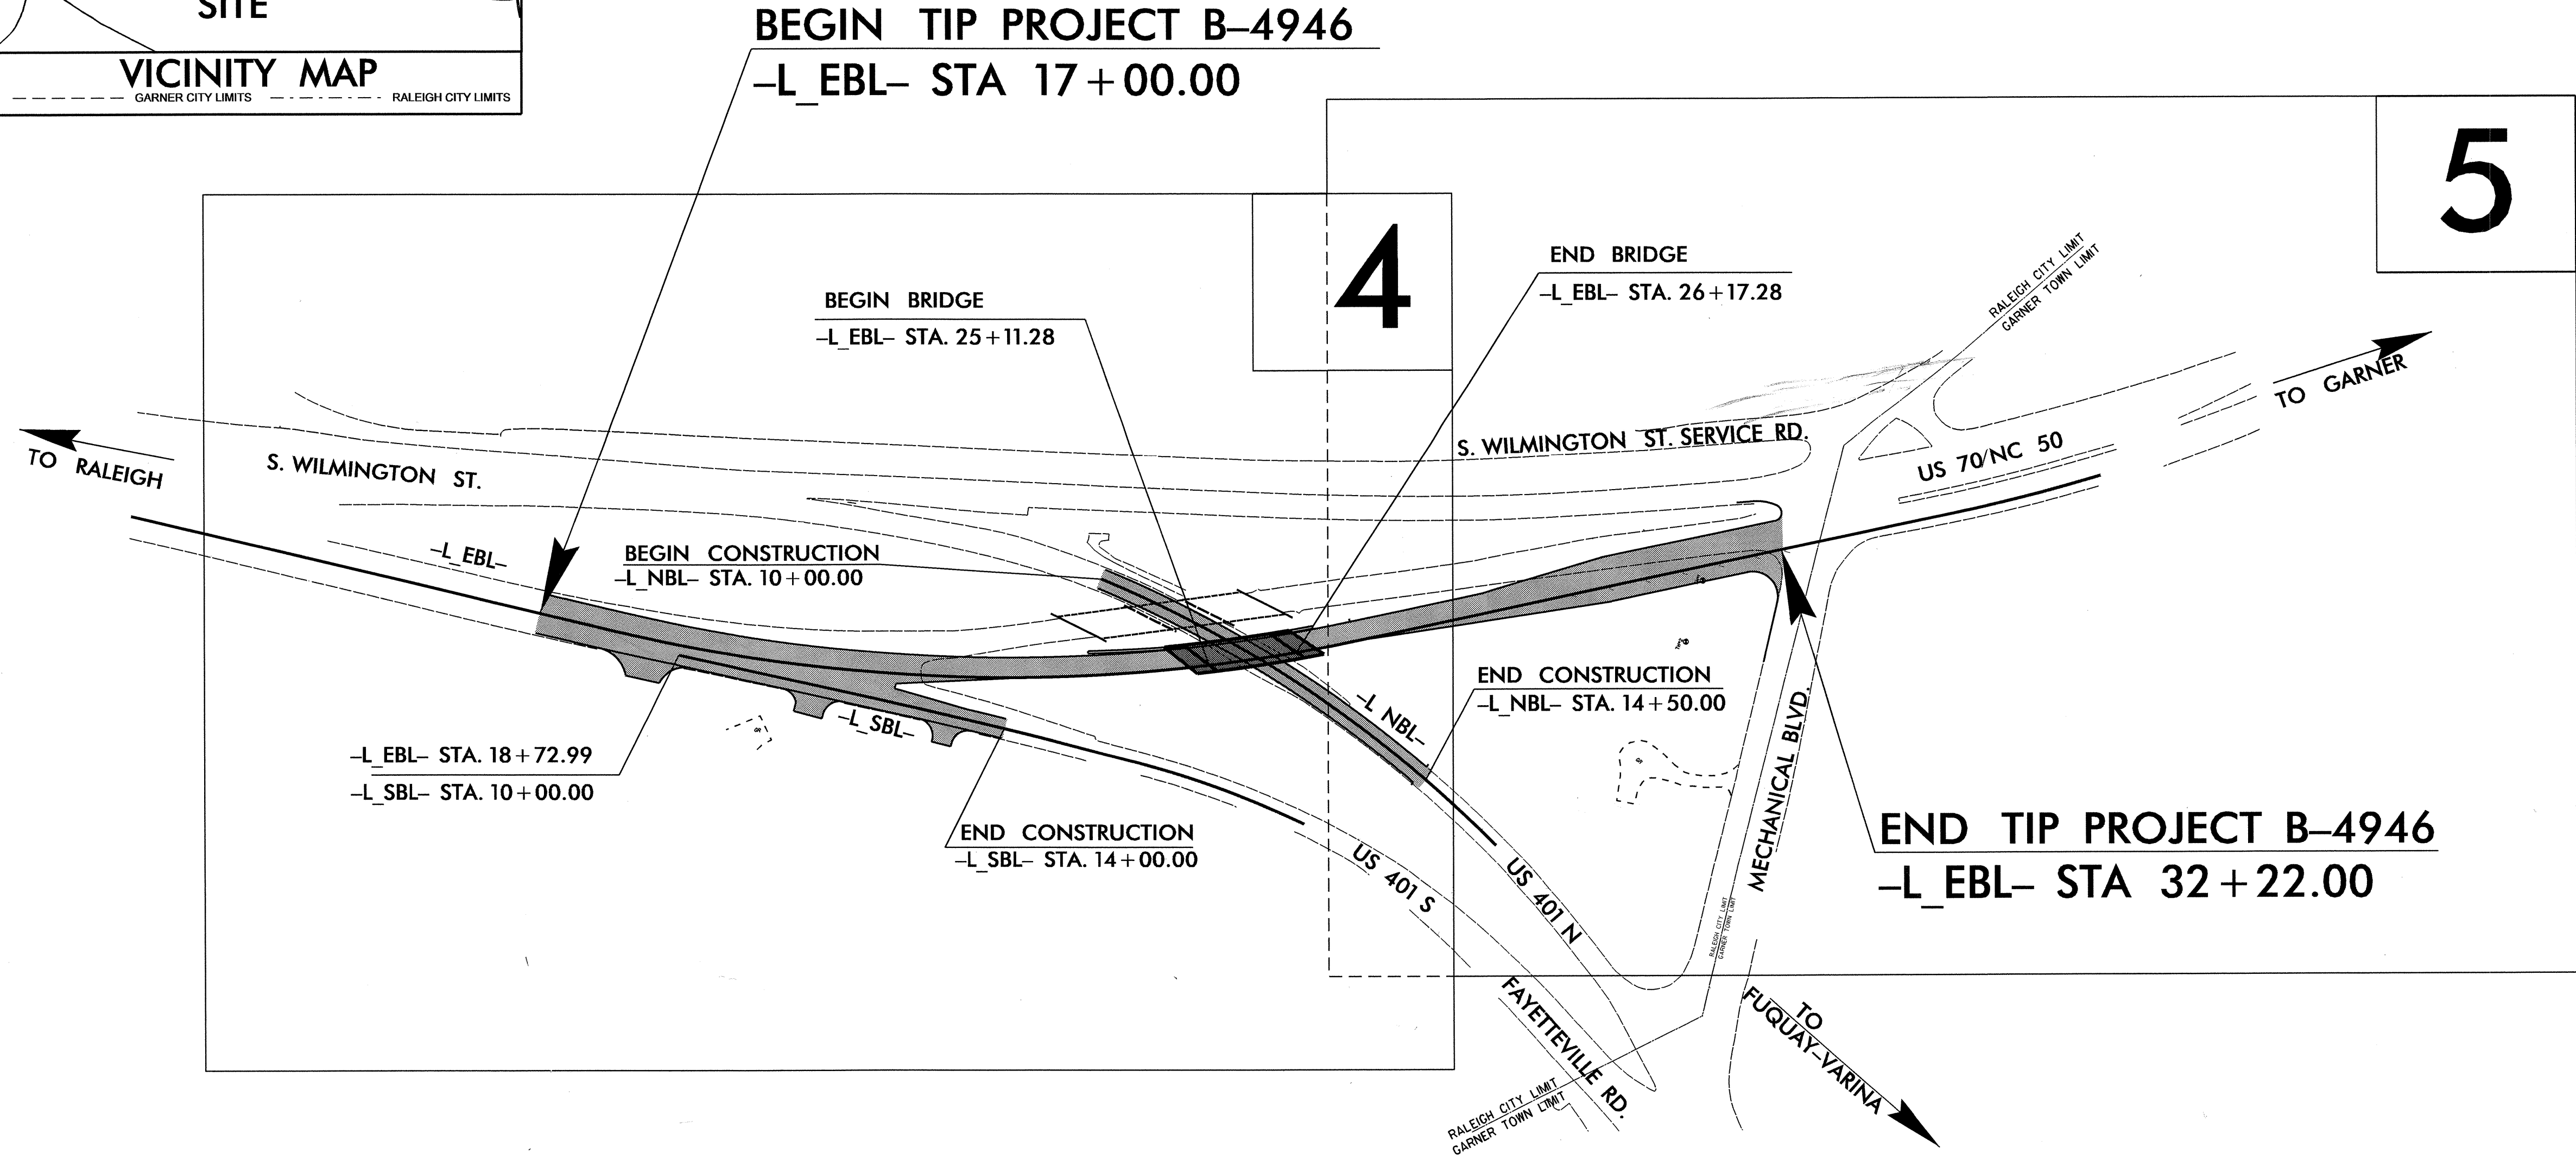 SITE
VICINITY MAP
GARNER CITY LIMITS
RALEIGH CITY LIMITS
BEGIN TIP PROJECT B–4946
–L_EBL– STA 17+00.00
5
4
END BRIDGE
–L_EBL– STA. 26+17.28
BEGIN BRIDGE
–L_EBL– STA. 25+11.28
RALEIGH CITY LIMIT
GARNER TOWN LIMIT
TO GARNER
TO RALEIGH
S. WILMINGTON ST.
S. WILMINGTON ST. SERVICE RD.
US 70/NC 50
–L_EBL–
BEGIN CONSTRUCTION
–L_NBL– STA. 10+00.00
END CONSTRUCTION
–L_NBL– STA. 14+50.00
–L_NBL–
–L_SBL–
–L_EBL– STA. 18+72.99
–L_SBL– STA. 10+00.00
END CONSTRUCTION
–L_SBL– STA. 14+00.00
MECHANICAL BLVD.
END TIP PROJECT B–4946
–L_EBL– STA 32+22.00
US 401 S
US 401 N
RALEIGH CITY LIMIT
GARNER TOWN LIMIT
FAYETTEVILLE RD.
TO
FUQUAY–VARINA
RALEIGH CITY LIMIT
GARNER TOWN LIMIT